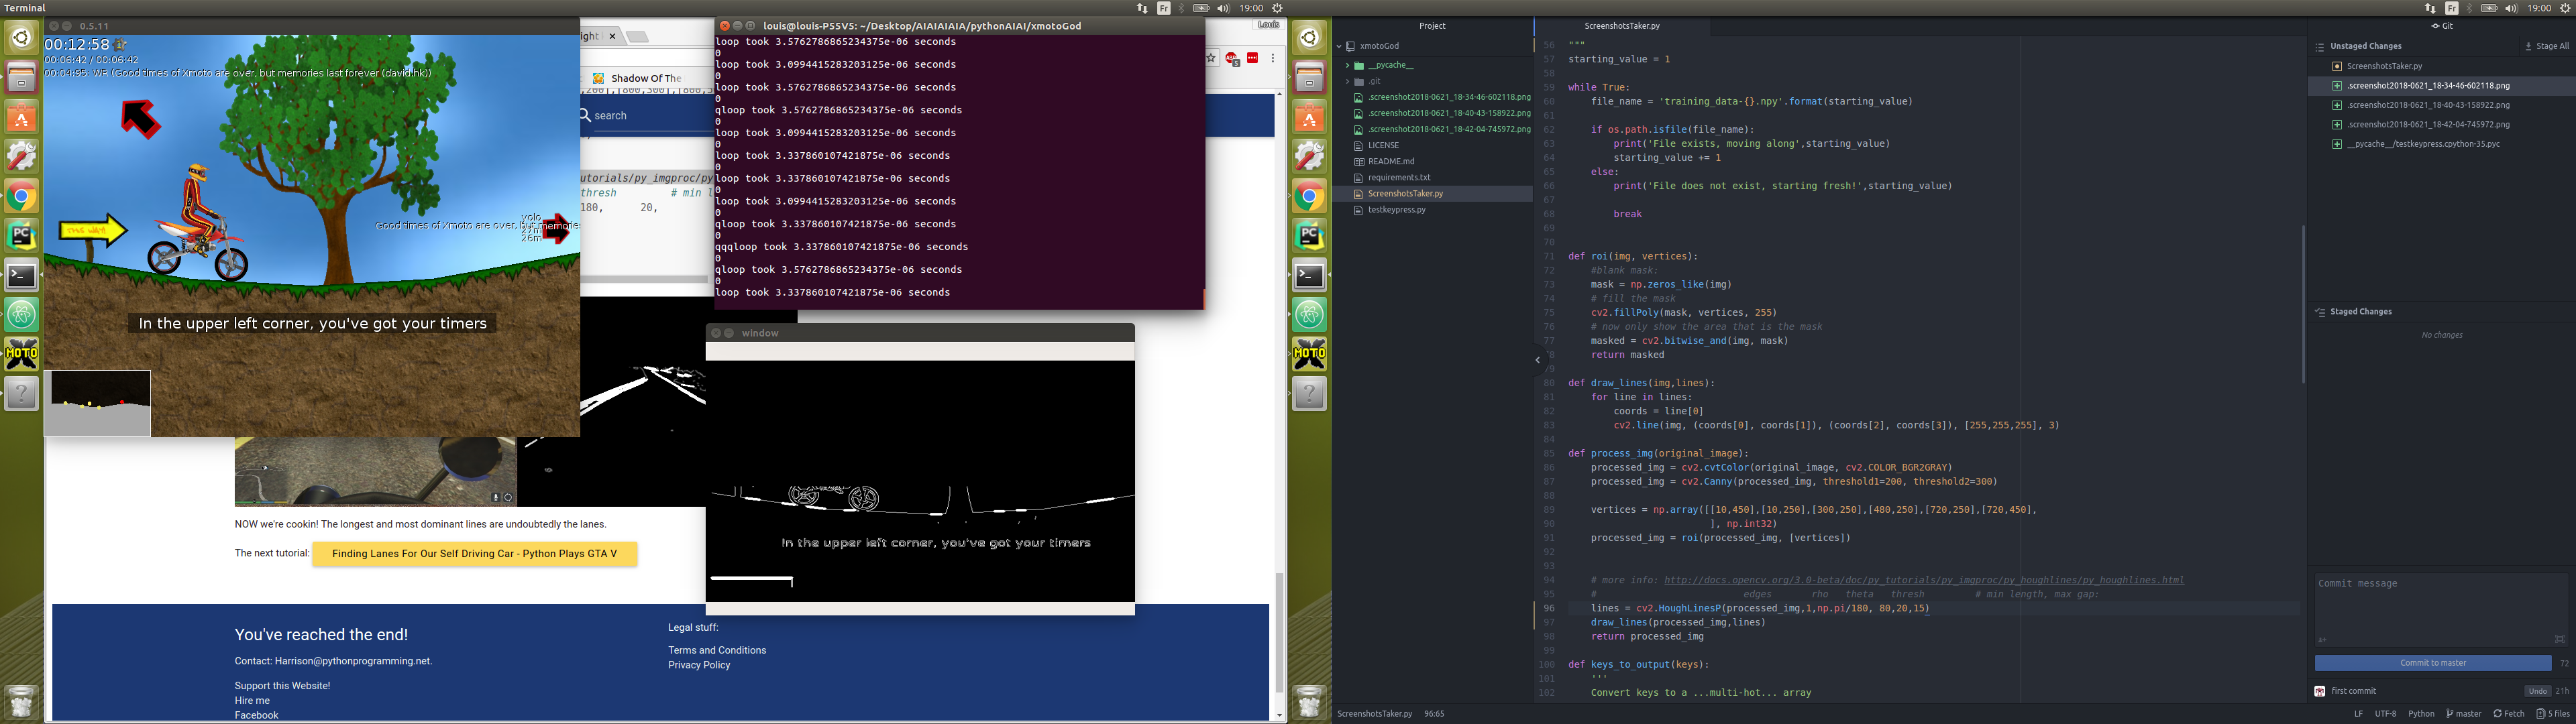 Terminal
Fr
19:00
Fr
19:00
0.5.11
00:12:58
00:06:42 / 00:06:42
00:04:95: WR (Good times of Xmoto are over, but memories last forever (david.hk))
yolo
Good times of Xmoto are over, but memories
26m
In the upper left corner, you've got your timers
ight
Louis
Shadow Of The
search
utorials/py_imgproc/py
thresh # min l
180, 20,
louis@louis-P55V5: ~/Desktop/AIAIAIAIA/pythonAIAI/xmotoGod
loop took 3.5762786865234375e-06 seconds
0
loop took 3.0994415283203125e-06 seconds
0
loop took 3.5762786865234375e-06 seconds
0
qloop took 3.5762786865234375e-06 seconds
0
loop took 3.0994415283203125e-06 seconds
0
loop took 3.337860107421875e-06 seconds
0
loop took 3.337860107421875e-06 seconds
0
loop took 3.0994415283203125e-06 seconds
0
qloop took 3.337860107421875e-06 seconds
0
qqqloop took 3.337860107421875e-06 seconds
0
qloop took 3.5762786865234375e-06 seconds
0
loop took 3.337860107421875e-06 seconds
window
In the upper left corner, you've got your timers
NOW we're cookin! The longest and most dominant lines are undoubtedly the lanes.
The next tutorial: Finding Lanes For Our Self Driving Car - Python Plays GTA V
You've reached the end!
Contact: Harrison@pythonprogramming.net.
Support this Website!
Hire me
Facebook
Legal stuff:
Terms and Conditions
Privacy Policy
PC
MOTO
PC
MOTO
Project
xmotoGod
__pycache__
.git
.screenshot2018-0621_18-34-46-602118.png
.screenshot2018-0621_18-40-43-158922.png
.screenshot2018-0621_18-42-04-745972.png
LICENSE
README.md
requirements.txt
ScreenshotsTaker.py
testkeypress.py
ScreenshotsTaker.py
56 """
57 starting_value = 1
58
59 while True:
60 file_name = 'training_data-{}.npy'.format(starting_value)
61
62 if os.path.isfile(file_name):
63 print('File exists, moving along',starting_value)
64 starting_value += 1
65 else:
66 print('File does not exist, starting fresh!',starting_value)
67
68 break
69
70
71 def roi(img, vertices):
72 #blank mask:
73 mask = np.zeros_like(img)
74 # fill the mask
75 cv2.fillPoly(mask, vertices, 255)
76 # now only show the area that is the mask
77 masked = cv2.bitwise_and(img, mask)
78 return masked
79
80 def draw_lines(img,lines):
81 for line in lines:
82 coords = line[0]
83 cv2.line(img, (coords[0], coords[1]), (coords[2], coords[3]), [255,255,255], 3)
84
85 def process_img(original_image):
86 processed_img = cv2.cvtColor(original_image, cv2.COLOR_BGR2GRAY)
87 processed_img = cv2.Canny(processed_img, threshold1=200, threshold2=300)
88
89 vertices = np.array([[10,450],[10,250],[300,250],[480,250],[720,250],[720,450],
90 ], np.int32)
91 processed_img = roi(processed_img, [vertices])
92
93
94 # more info: http://docs.opencv.org/3.0-beta/doc/py_tutorials/py_imgproc/py_houghlines/py_houghlines.html
95 # edges rho theta thresh # min length, max gap:
96 lines = cv2.HoughLinesP(processed_img,1,np.pi/180, 80,20,15)
97 draw_lines(processed_img,lines)
98 return processed_img
99
100 def keys_to_output(keys):
101 '''
102 Convert keys to a ...multi-hot... array
ScreenshotsTaker.py 96:65
Git
Unstaged Changes
Stage All
ScreenshotsTaker.py
.screenshot2018-0621_18-34-46-602118.png
.screenshot2018-0621_18-40-43-158922.png
.screenshot2018-0621_18-42-04-745972.png
__pycache__/testkeypress.cpython-35.pyc
Staged Changes
No changes
Commit message
Commit to master
72
first commit
Undo
21h
LF UTF-8 Python master Fetch 5 files